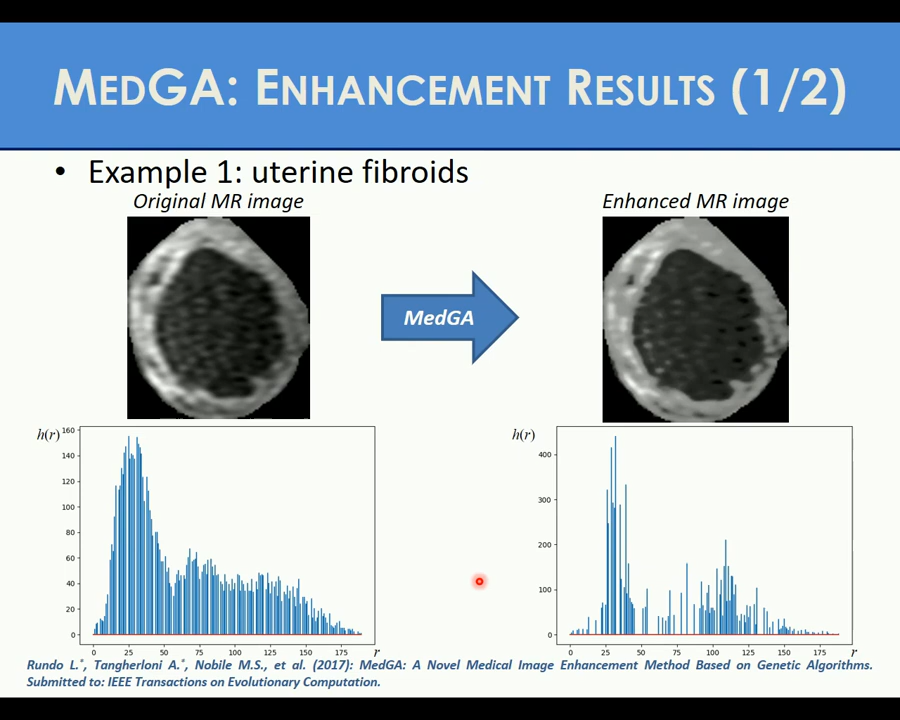 MEDGA: ENHANCEMENT RESULTS (1/2)
• Example 1: uterine fibroids
Original MR image
Enhanced MR image
MedGA
h(r)
160
140
120
100
80
60
40
20
0
0 25 50 75 100 125 150 175
r
h(r)
400
300
200
100
0
0 25 50 75 100 125 150 175
r
Rundo L.*, Tangherloni A.*, Nobile M.S., et al. (2017): MedGA: A Novel Medical Image Enhancement Method Based on Genetic Algorithms.
Submitted to: IEEE Transactions on Evolutionary Computation.